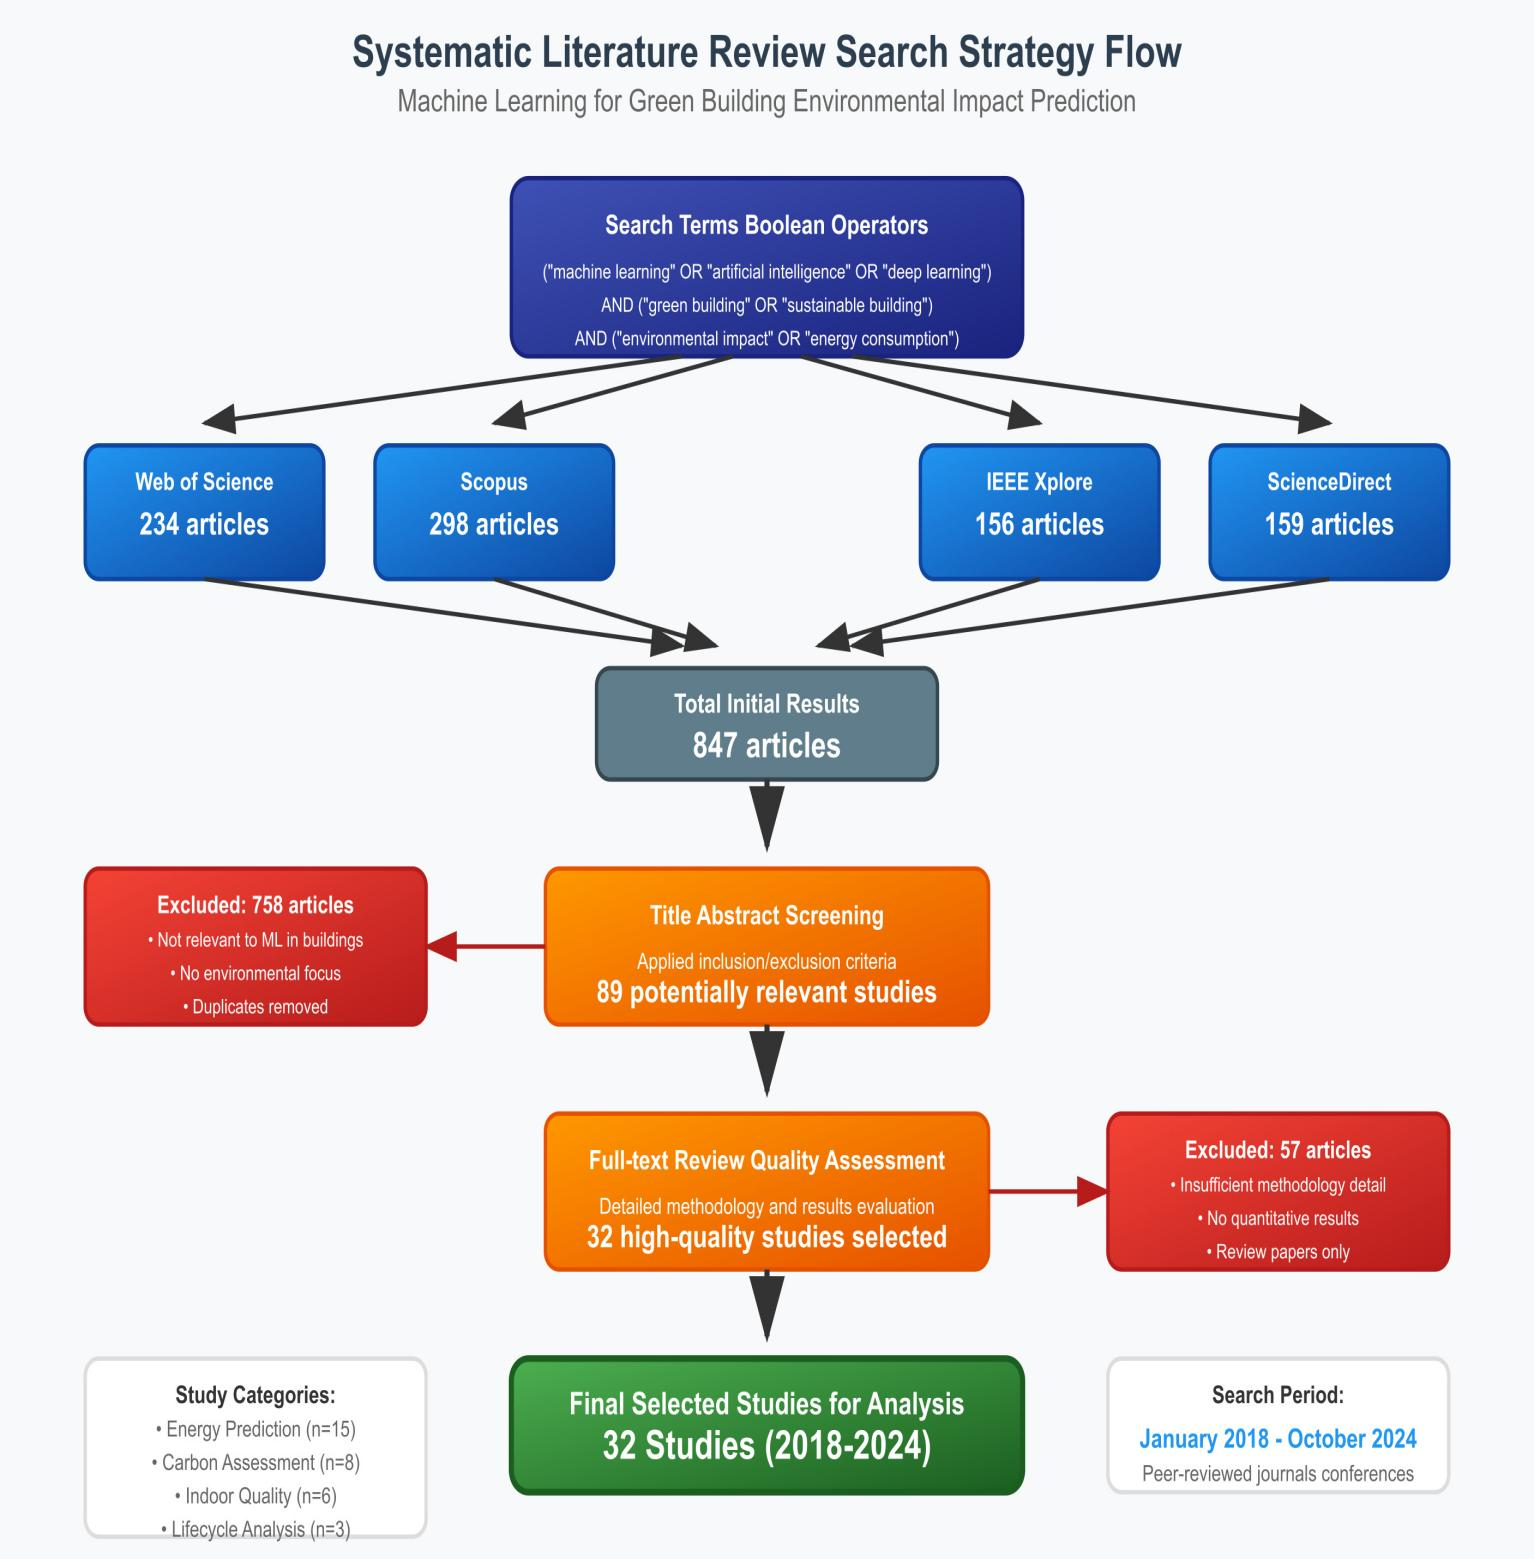 Systematic Literature Review Search Strategy Flow
Machine Learning for Green Building Environmental Impact Prediction
Search Terms Boolean Operators
("machine learning" OR "artificial intelligence" OR "deep learning")
AND ("green building" OR "sustainable building")
AND ("environmental impact" OR "energy consumption")
Web of Science
234 articles
Scopus
298 articles
IEEE Xplore
156 articles
ScienceDirect
159 articles
Total Initial Results
847 articles
Excluded: 758 articles
• Not relevant to ML in buildings
• No environmental focus
• Duplicates removed
Title Abstract Screening
Applied inclusion/exclusion criteria
89 potentially relevant studies
Full-text Review Quality Assessment
Detailed methodology and results evaluation
32 high-quality studies selected
Excluded: 57 articles
• Insufficient methodology detail
• No quantitative results
• Review papers only
Study Categories:
• Energy Prediction (n=15)
• Carbon Assessment (n=8)
• Indoor Quality (n=6)
• Lifecycle Analysis (n=3)
Final Selected Studies for Analysis
32 Studies (2018-2024)
Search Period:
January 2018 - October 2024
Peer-reviewed journals conferences